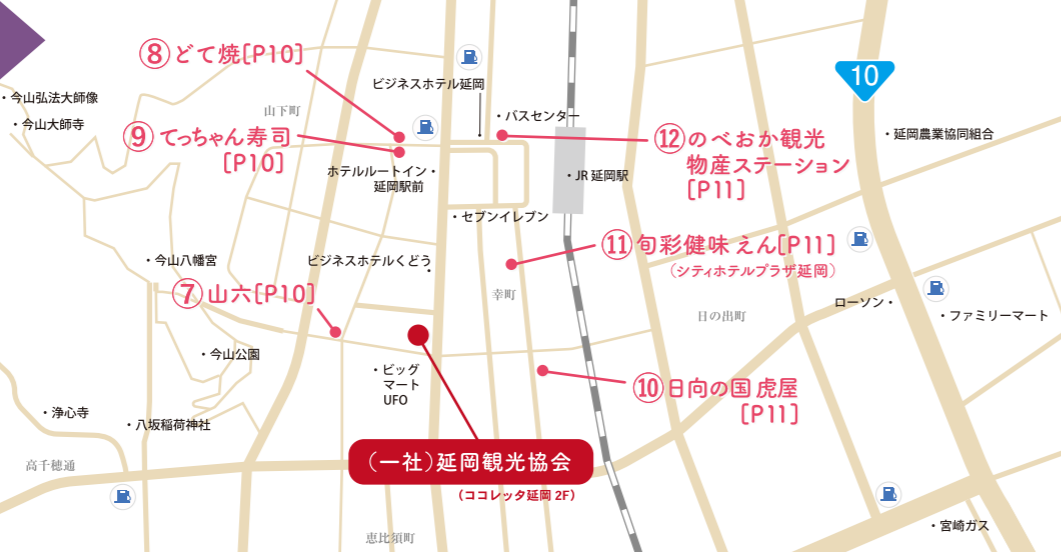 ⑧どて焼[P10]
ビジネスホテル延岡
10
・今山弘法大師像
・今山大師寺
山下町
・バスセンター
⑨てっちゃん寿司
[P10]
⑫のべおか観光
物産ステーション
[P11]
・延岡農業協同組合
ホテルルートイン・
延岡駅前
・JR延岡駅
・セブンイレブン
⑪旬彩健味 えん[P11]
（シティホテルプラザ延岡）
・今山八幡宮
ビジネスホテルくどう
⑦山六[P10]
幸町
日の出町
ローソン・
・ファミリーマート
・今山公園
・ビッグ
マート
UFO
⑩日向の国 虎屋
[P11]
・浄心寺
・八坂稲荷神社
高千穂通
（一社）延岡観光協会
（ココレッタ延岡 2F）
恵比須町
・宮崎ガス